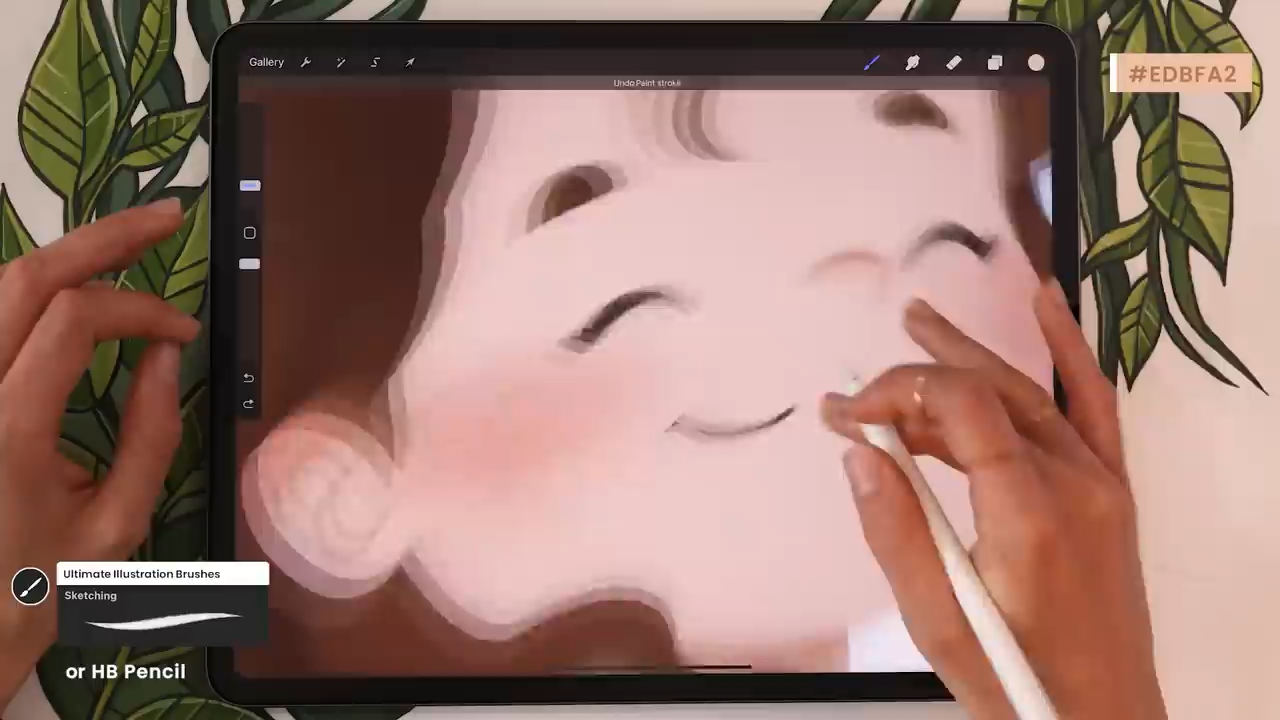 Gallery
Undo Paint stroke
#EDBFA2
Ultimate Illustration Brushes
Sketching
or HB Pencil